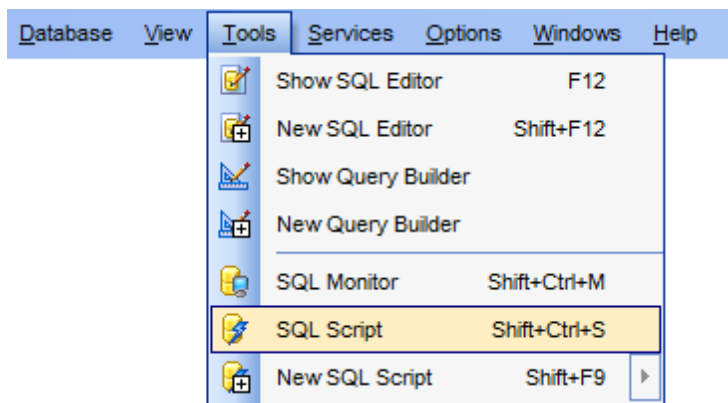 Database View Tools Services Options Windows Help
Show SQL Editor F12
New SQL Editor Shift+F12
Show Query Builder
New Query Builder
SQL Monitor Shift+Ctrl+M
SQL Script Shift+Ctrl+S
New SQL Script Shift+F9